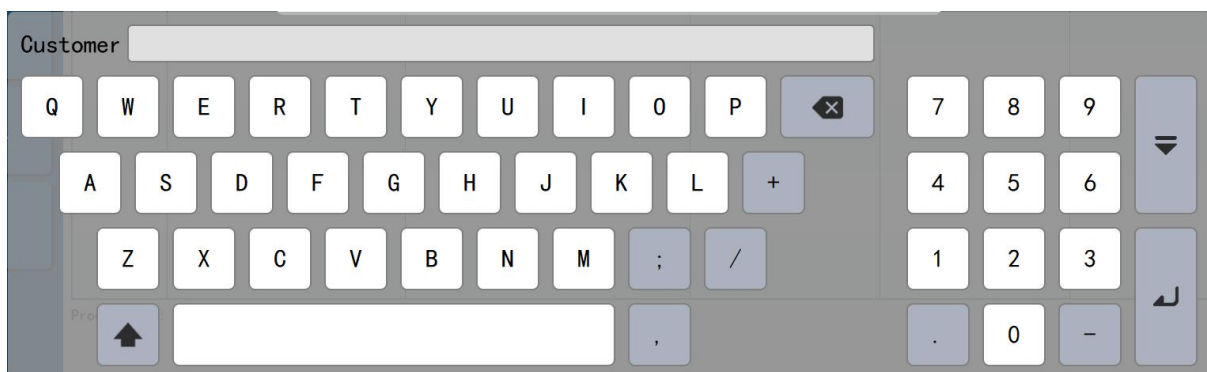 Customer
Q W E R T Y U I O P 7 8 9
A S D F G H J K L + 4 5 6
Z X C V B N M ; / 1 2 3
, . 0 -